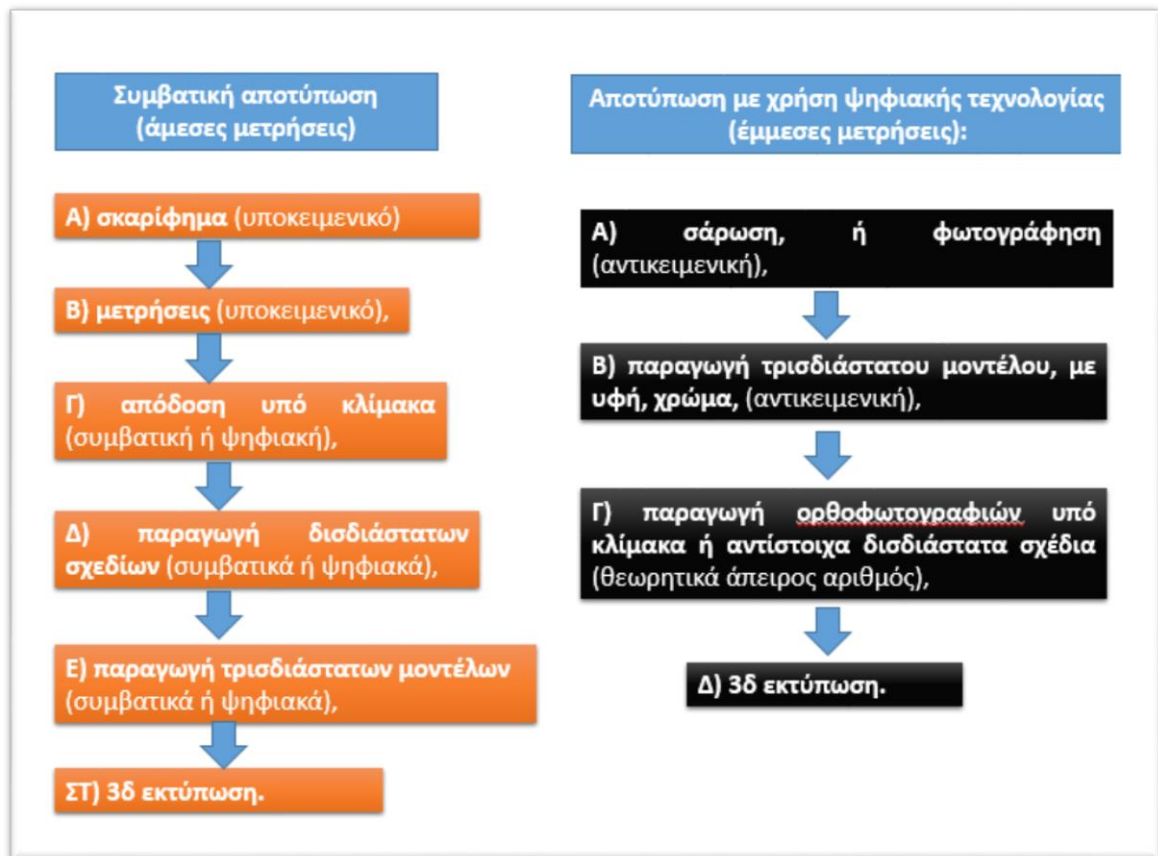 Συμβατική αποτύπωση
(άμεσες μετρήσεις)
Α) σκαρίφημα (υποκειμενικό)
Β) μετρήσεις (υποκειμενικό),
Γ) απόδοση υπό κλίμακα
(συμβατική ή ψηφιακή),
Δ) παραγωγή δισδιάστατων
σχεδίων (συμβατικά ή ψηφιακά),
Ε) παραγωγή τρισδιάστατων μοντέλων
(συμβατικά ή ψηφιακά),
ΣΤ) 3δ εκτύπωση.
Αποτύπωση με χρήση ψηφιακής τεχνολογίας
(έμμεσες μετρήσεις):
Α) σάρωση, ή φωτογράφηση
(αντικειμενική),
Β) παραγωγή τρισδιάστατου μοντέλου, με
υφή, χρώμα, (αντικειμενική),
Γ) παραγωγή ορθοφωτογραφιών υπό
κλίμακα ή αντίστοιχα δισδιάστατα σχέδια
(θεωρητικά άπειρος αριθμός),
Δ) 3δ εκτύπωση.